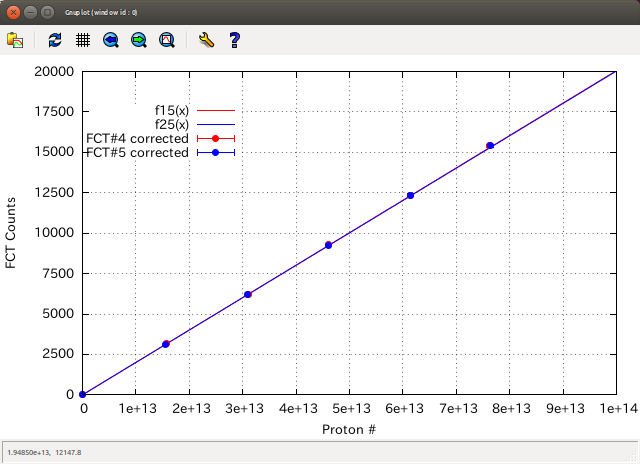 Gnuplot (window id : 0)
20000
17500
15000
12500
10000
7500
5000
2500
0
FCT Counts
f15(x)
f25(x)
FCT#4 corrected
FCT#5 corrected
0 1e+13 2e+13 3e+13 4e+13 5e+13 6e+13 7e+13 8e+13 9e+13 1e+14
Proton #
1.94850e+13, 12147.8